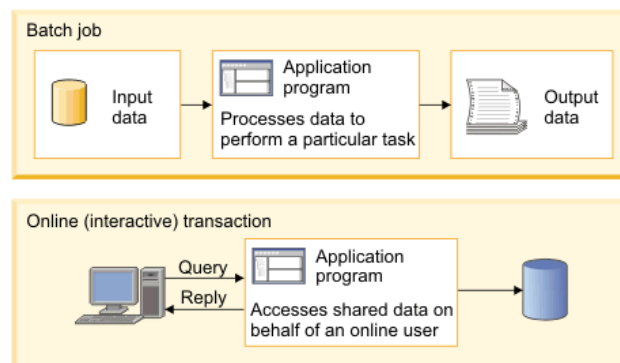 Batch job
Input
data
Application
program
Processes data to
perform a particular task
Output
data
Online (interactive) transaction
Query
Reply
Application
program
Accesses shared data on
behalf of an online user